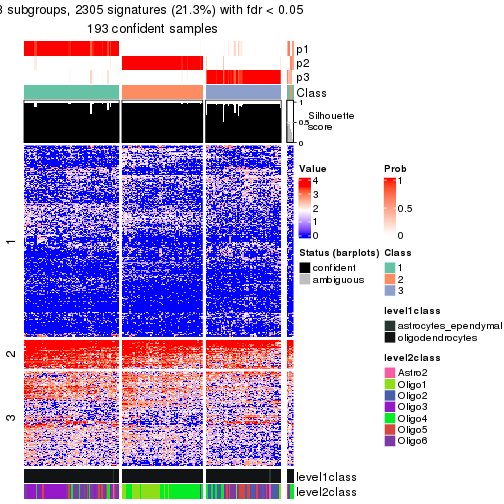 3 subgroups, 2305 signatures (21.3%) with fdr < 0.05
193 confident samples
p1
p2
p3
Class
1
0.5
0
Silhouette
score
1
2
3
Value
4
3
2
1
0
Prob
1
0.5
0
Status (barplots)
confident
ambiguous
Class
1
2
3
level1class
astrocytes_ependymal
oligodendrocytes
level2class
Astro2
Oligo1
Oligo2
Oligo3
Oligo4
Oligo5
Oligo6
level1class
level2class